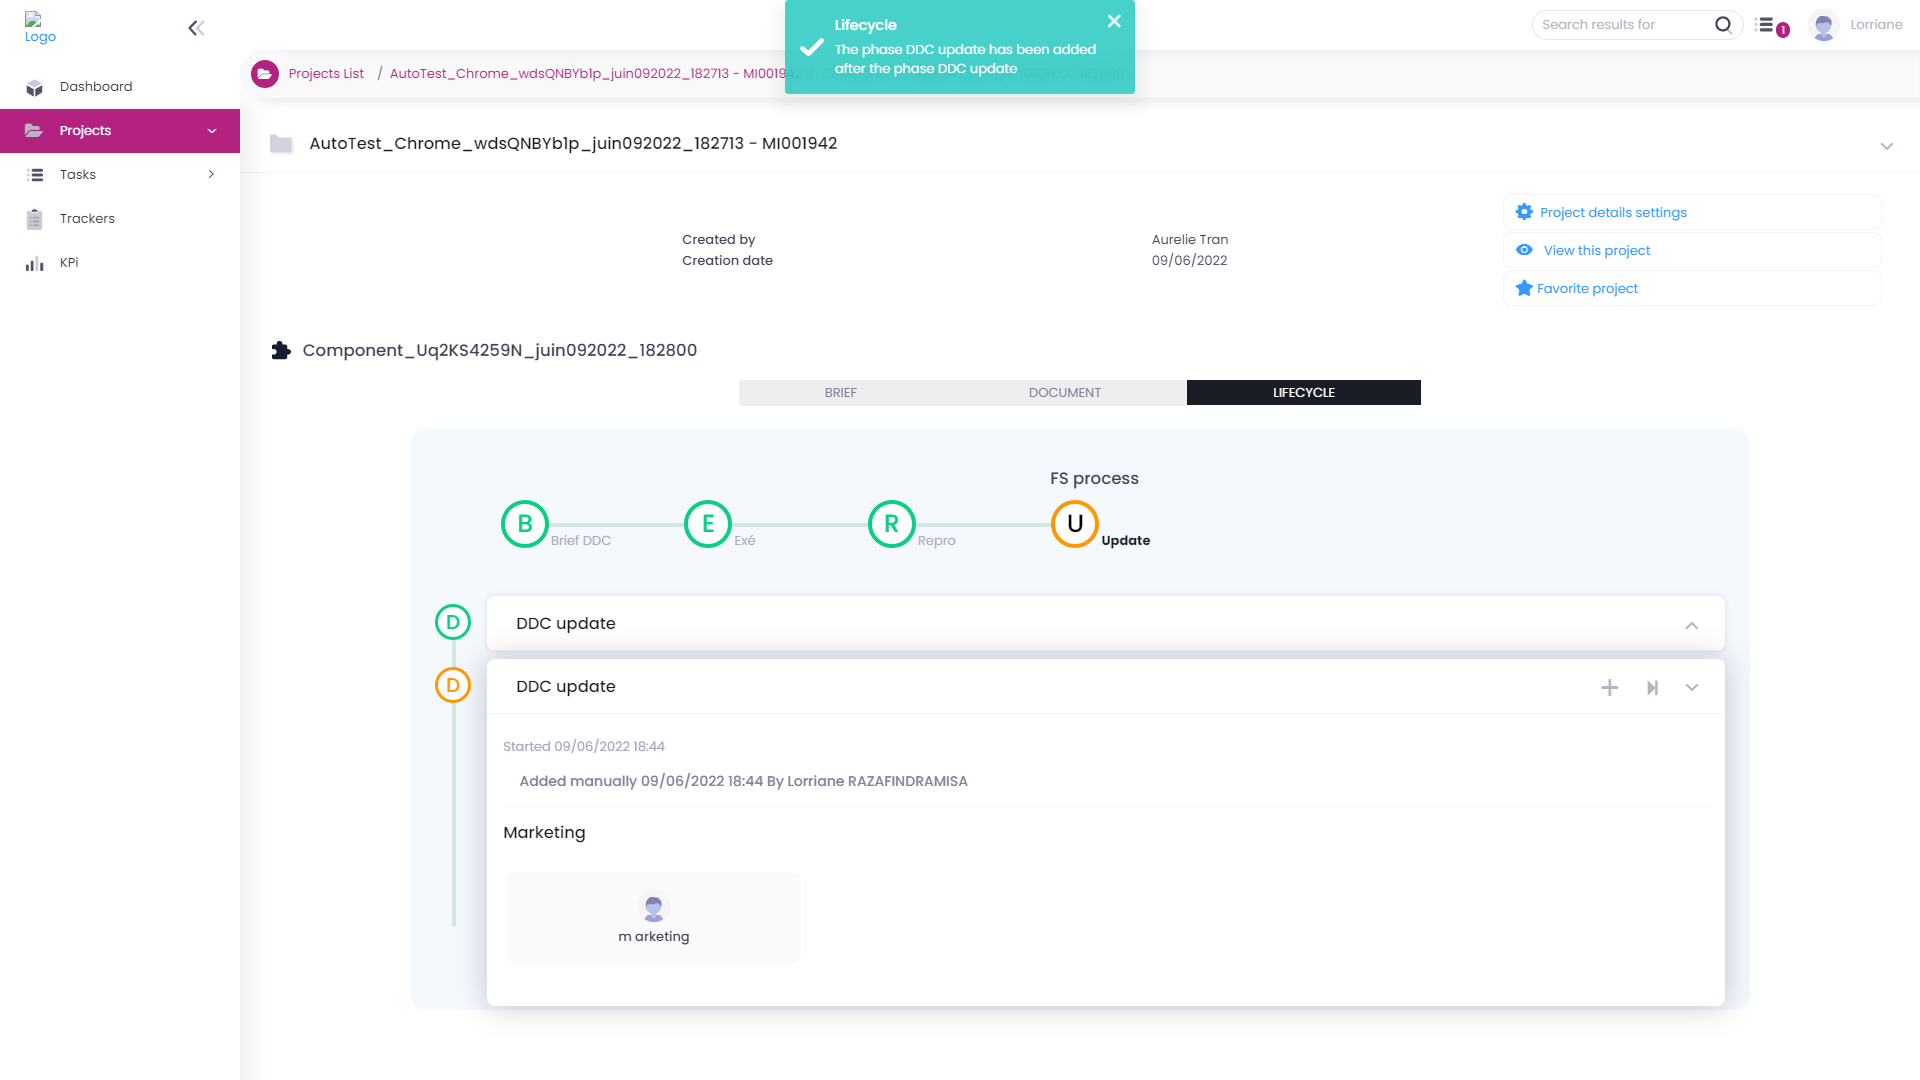 Logo
Dashboard
Projects
Tasks
Trackers
KPi
Lifecycle
The phase DDC update has been added
after the phase DDC update
Search results for
1
Lorriane
Projects List / AutoTest_Chrome_wdsQNBYb1p_juin092022_182713 - MI001942
AutoTest_Chrome_wdsQNBYb1p_juin092022_182713 - MI001942
Created by
Aurelie Tran
Creation date
09/06/2022
Project details settings
View this project
Favorite project
Component_Uq2KS4259N_juin092022_182800
BRIEF
DOCUMENT
LIFECYCLE
FS process
B
Brief DDC
E
Exé
R
Repro
U
Update
D
DDC update
D
DDC update
Started 09/06/2022 18:44
Added manually 09/06/2022 18:44 By Lorriane RAZAFINDRAMISA
Marketing
m arketing